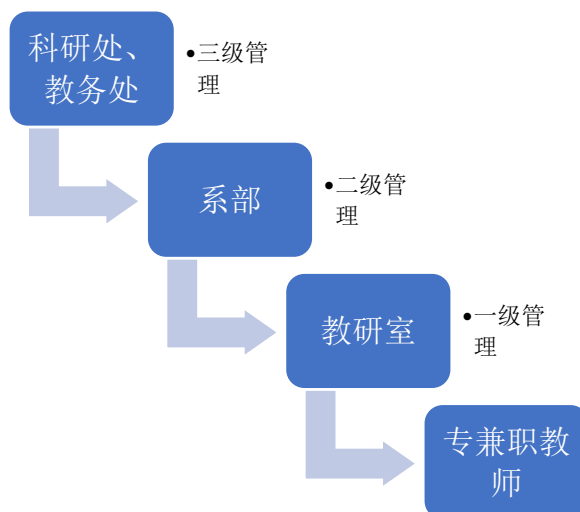 科研处、
教务处
•三级管
理
系部
•二级管
理
教研室
•一级管
理
专兼职教
师